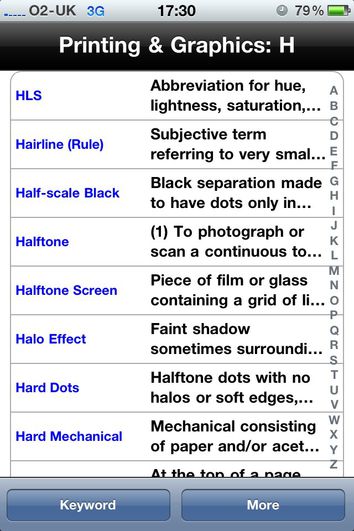 O2-UK 3G 17:30 79%
Printing & Graphics: H
HLS
Abbreviation for hue,
lightness, saturation,...
Hairline (Rule)
Subjective term
referring to very smal...
Half-scale Black
Black separation made
to have dots only in...
Halftone
(1) To photograph or
scan a continuous to...
Halftone Screen
Piece of film or glass
containing a grid of li...
Halo Effect
Faint shadow
sometimes surroundi...
Hard Dots
Halftone dots with no
halos or soft edges,...
Hard Mechanical
Mechanical consisting
of paper and/or acet...
At the top of a page
A
B
C
D
E
F
G
H
I
J
K
L
M
N
O
P
Q
R
S
T
U
V
W
X
Y
Z
Keyword
More